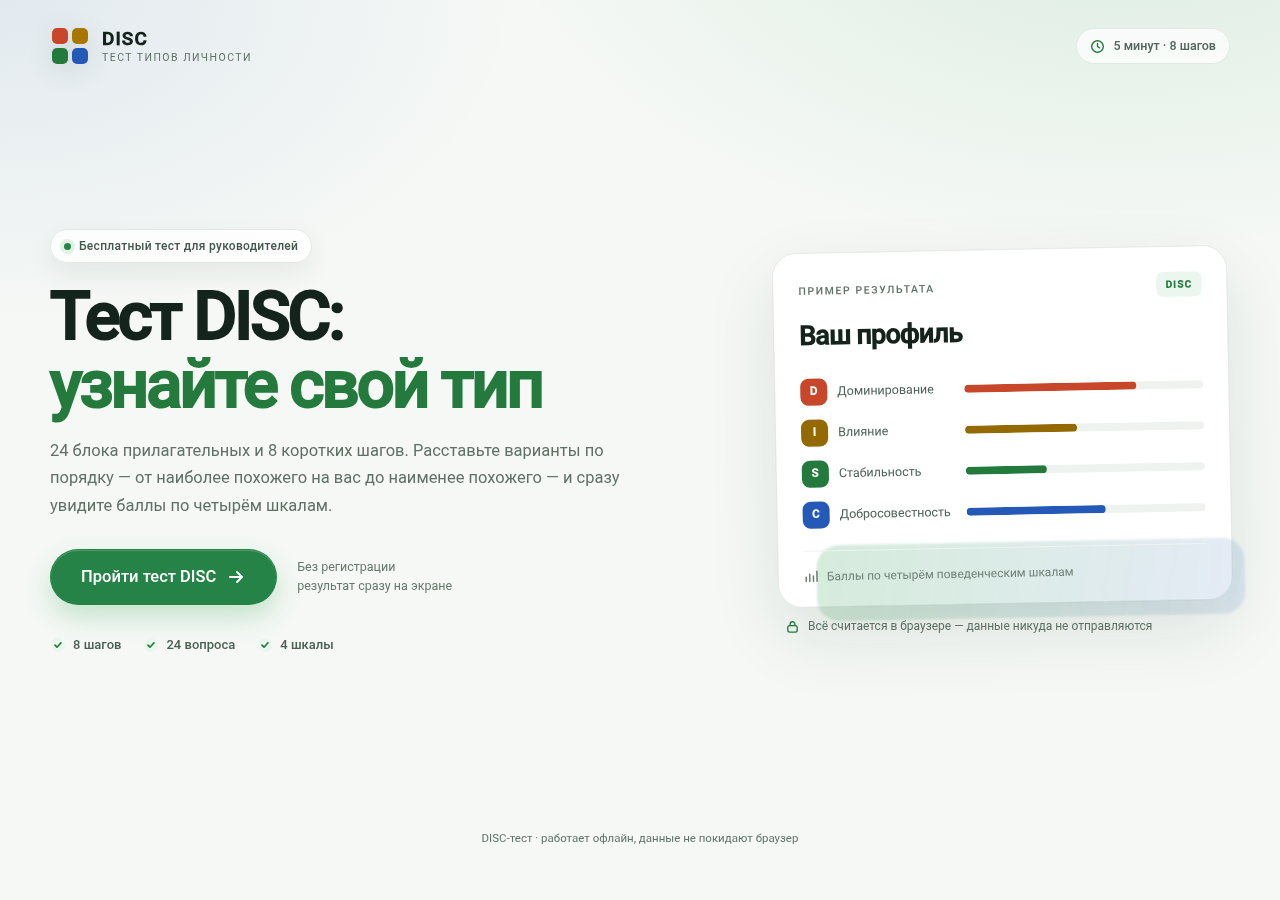 DISC
ТЕСТ ТИПОВ ЛИЧНОСТИ
5 минут · 8 шагов
Бесплатный тест для руководителей
Тест DISC:
узнайте свой тип
24 блока прилагательных и 8 коротких шагов. Расставьте варианты по
порядку — от наиболее похожего на вас до наименее похожего — и сразу
увидите баллы по четырём шкалам.
Пройти тест DISC
Без регистрации
результат сразу на экране
8 шагов
24 вопроса
4 шкалы
ПРИМЕР РЕЗУЛЬТАТА
DISC
Ваш профиль
D Доминирование
I Влияние
S Стабильность
C Добросовестность
Баллы по четырём поведенческим шкалам
Всё считается в браузере — данные никуда не отправляются
DISC-тест · работает офлайн, данные не покидают браузер